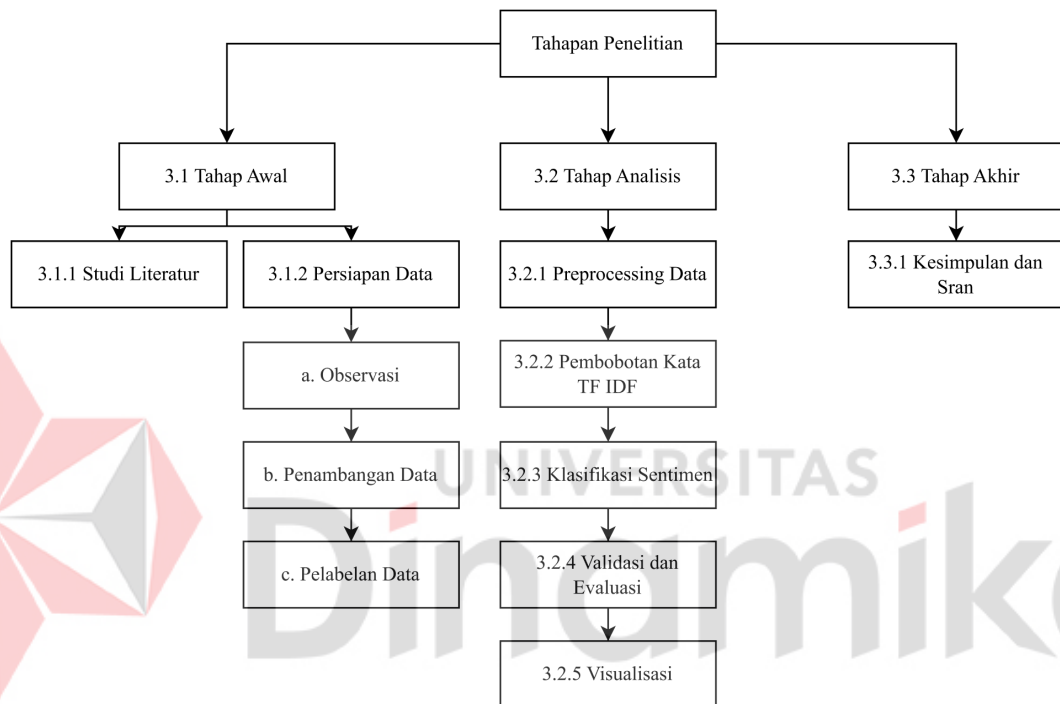 Tahapan Penelitian
3.1 Tahap Awal
3.2 Tahap Analisis
3.3 Tahap Akhir
3.1.1 Studi Literatur
3.1.2 Persiapan Data
3.2.1 Preprocessing Data
3.3.1 Kesimpulan dan
Sran
a. Observasi
3.2.2 Pembobotan Kata
TF IDF
b. Penambangan Data
3.2.3 Klasifikasi Sentimen
c. Pelabelan Data
3.2.4 Validasi dan
Evaluasi
3.2.5 Visualisasi
UNIVERSITAS
Dinamika